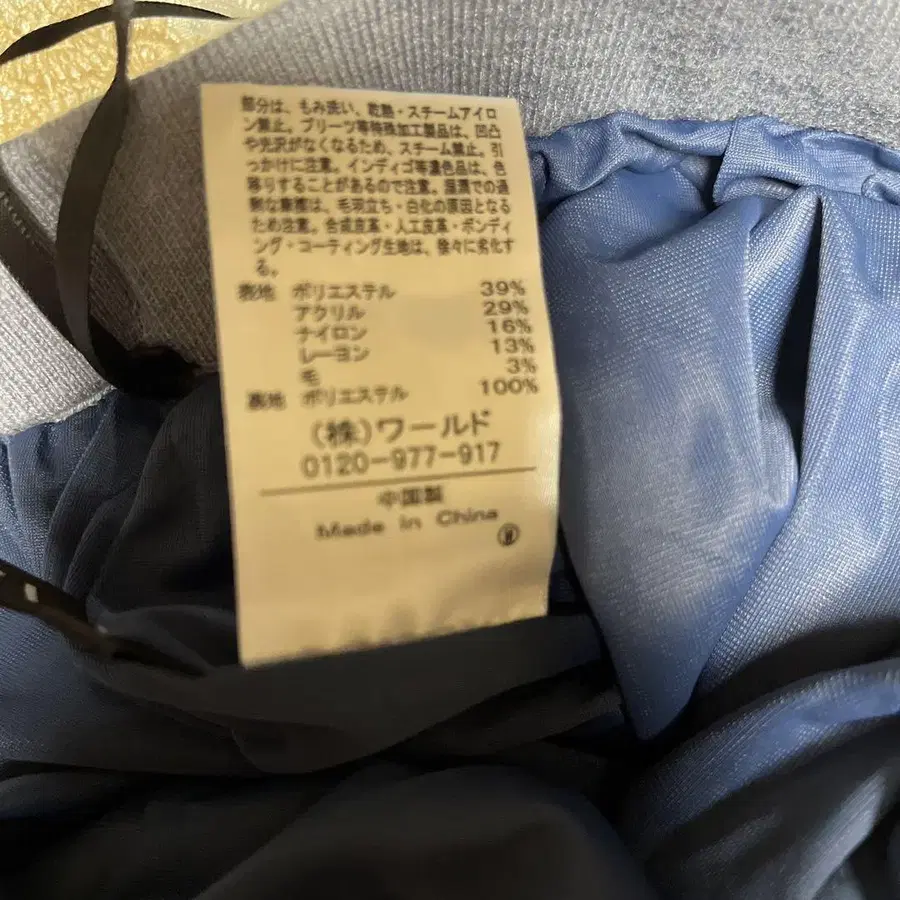 部分は、もみ洗い、乾熱・スチームアイロ
ン禁止。プリーツ等特殊加工製品は、凹凸
や光沢がなくなるため、スチーム禁止。引
っかけに注意。インディゴ等濃色品は、色
移りすることがあるので注意。湿潤での過
剰な摩擦は、毛羽立ち・白化の原因となる
ため注意。合成皮革・人工皮革・ボンディ
ング・コーティング生地は、徐々に劣化す
る。
表地 ポリエステル 39%
アクリル 29%
ナイロン 16%
レーヨン 13%
毛 3%
裏地 ポリエステル 100%
(株)ワールド
0120-977-917
中国製
Made in China